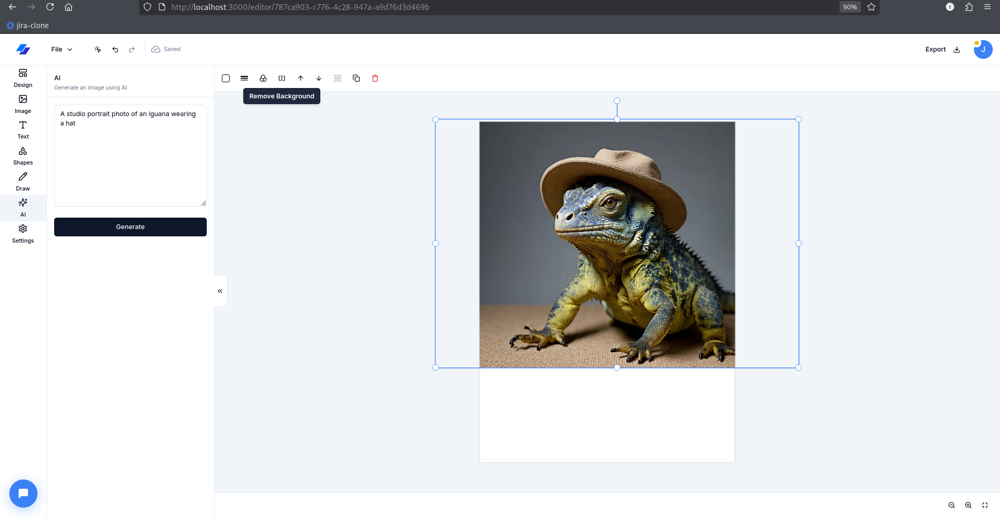 http://localhost:3000/editor/787ca903-c776-4c28-947a-a9d76d3d469b
90%
jira-clone
File
Saved
Export
J
Design
Image
Text
Shapes
Draw
AI
Settings
AI
Generate an image using AI
A studio portrait photo of an iguana wearing
a hat
Generate
Remove Background